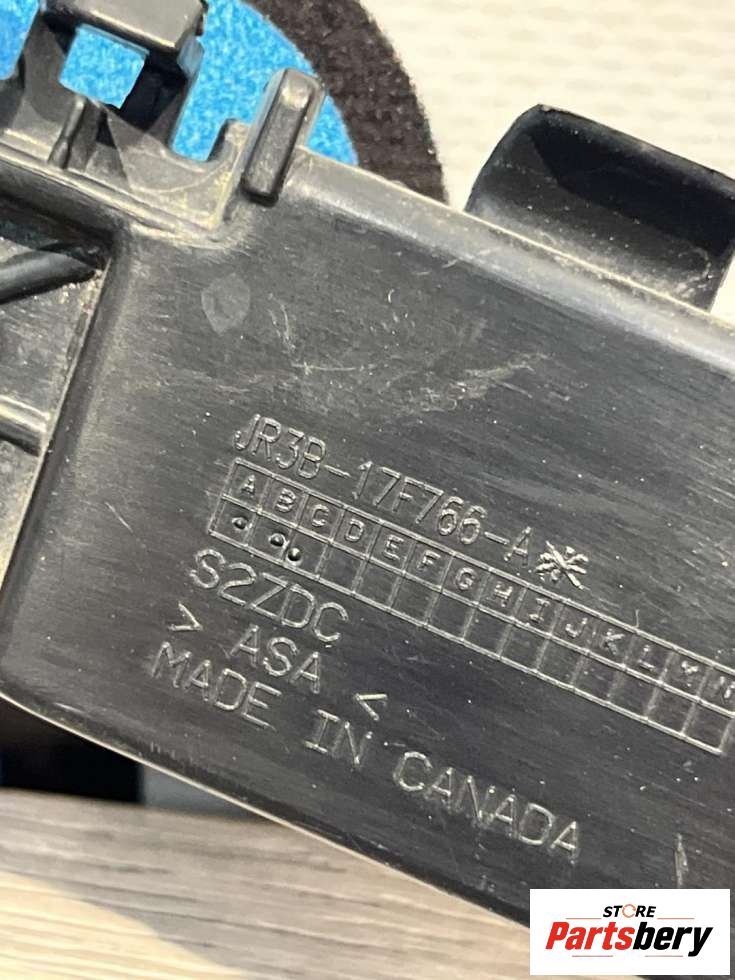 JR3B-17F766-A*
A B C D E F G H I J K L M N
S2ZDC
> ASA <
MADE IN CANADA
STORE
Partsbery